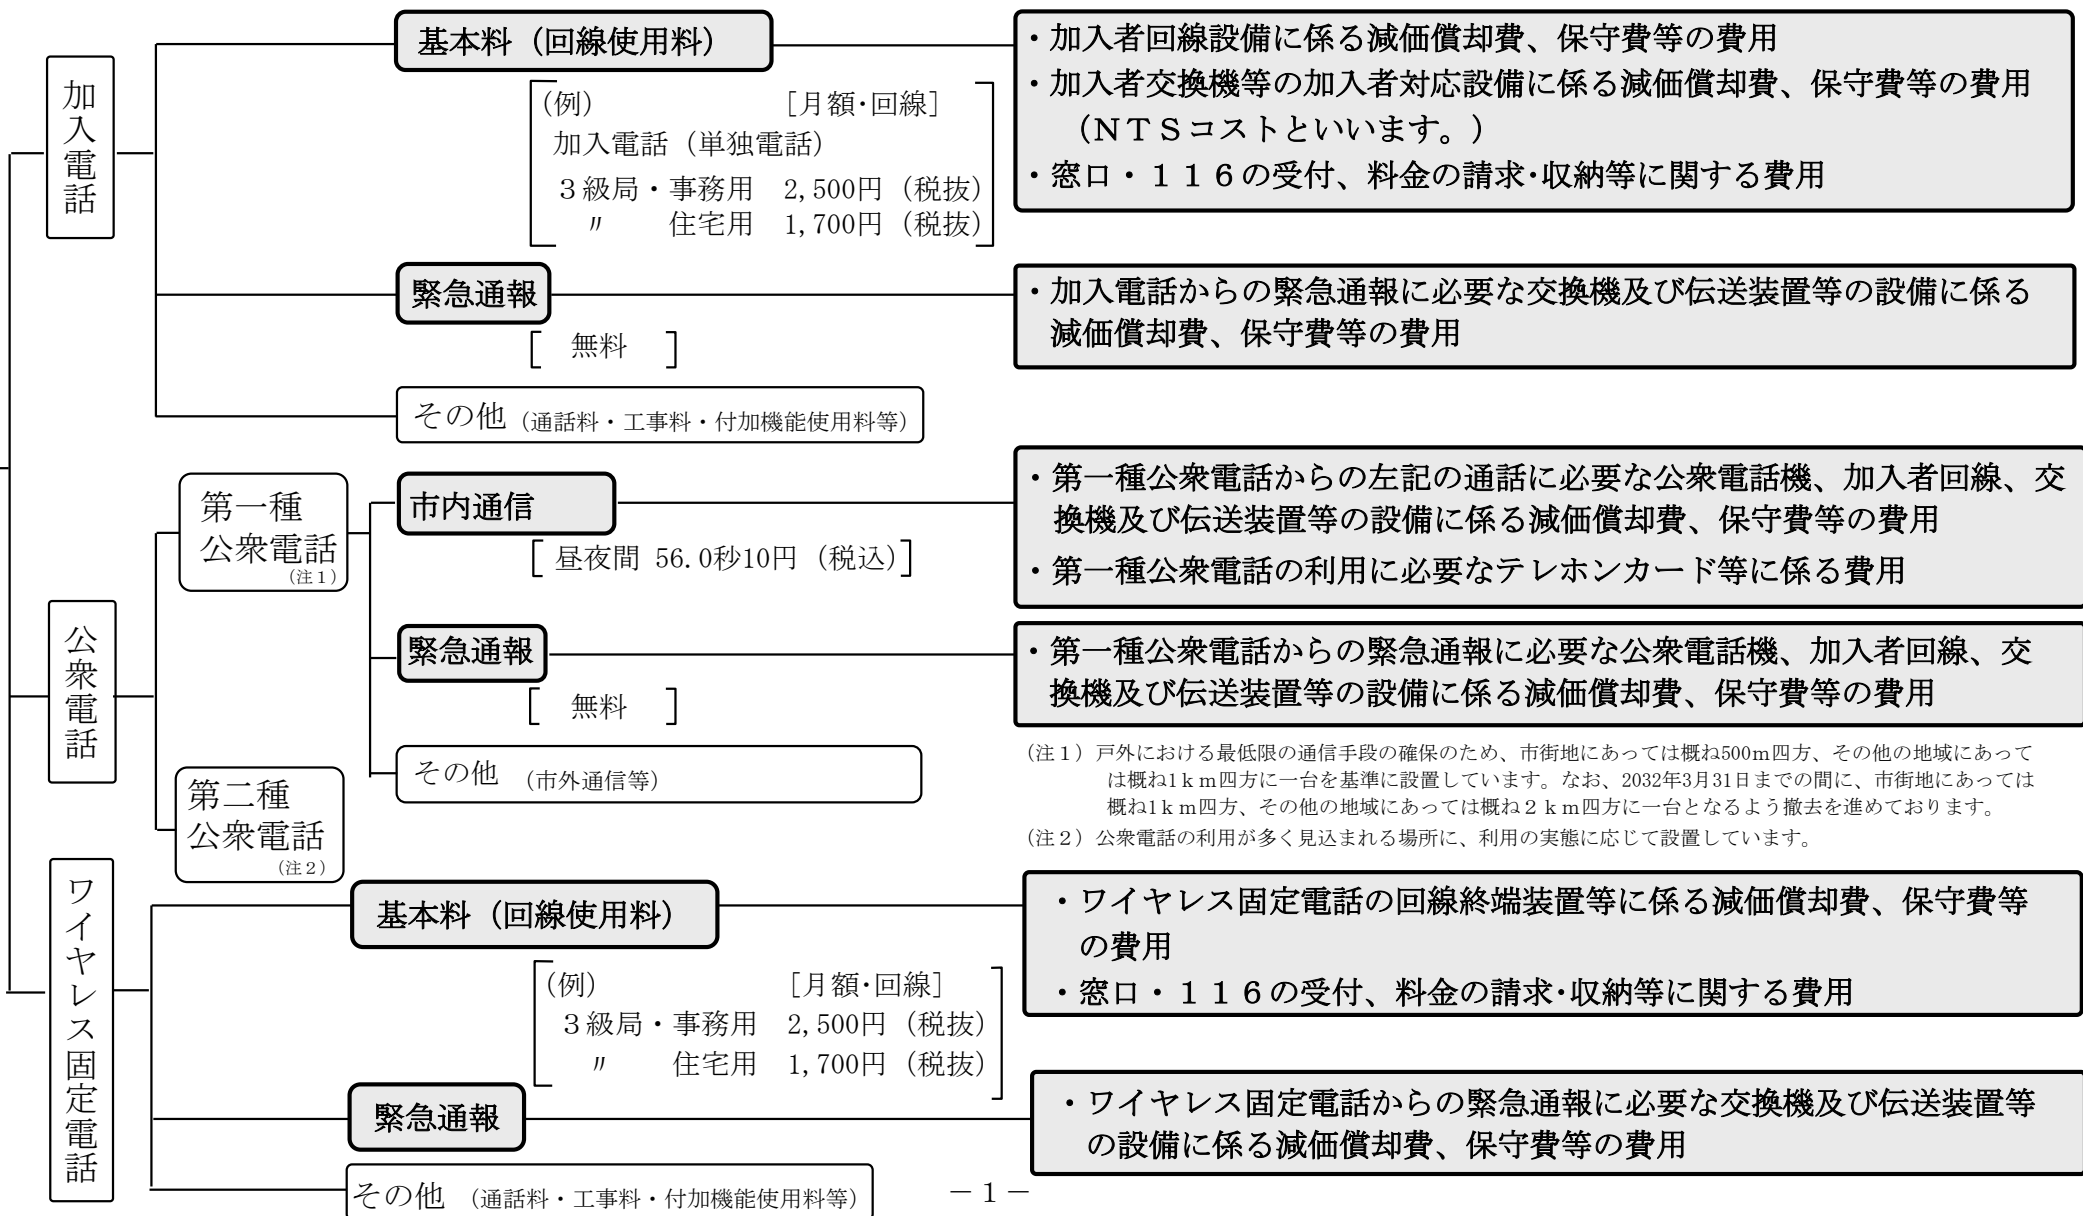 加入電話
基本料（回線使用料）
(例)　　　　　　　[月額･回線]
加入電話（単独電話）
３級局・事務用　2,500円（税抜）
〃　　住宅用　1,700円（税抜）
・加入者回線設備に係る減価償却費、保守費等の費用
・加入者交換機等の加入者対応設備に係る減価償却費、保守費等の費用
（ＮＴＳコストといいます。）
・窓口・１１６の受付、料金の請求･収納等に関する費用
緊急通報
[　無料　]
・加入電話からの緊急通報に必要な交換機及び伝送装置等の設備に係る
減価償却費、保守費等の費用
その他（通話料・工事料・付加機能使用料等）
公衆電話
第一種
公衆電話
（注１）
市内通信
[ 昼夜間 56.0秒10円（税込）]
・第一種公衆電話からの左記の通話に必要な公衆電話機、加入者回線、交
換機及び伝送装置等の設備に係る減価償却費、保守費等の費用
・第一種公衆電話の利用に必要なテレホンカード等に係る費用
緊急通報
[　無料　]
・第一種公衆電話からの緊急通報に必要な公衆電話機、加入者回線、交
換機及び伝送装置等の設備に係る減価償却費、保守費等の費用
その他 （市外通信等）
第二種
公衆電話
（注２）
（注１）戸外における最低限の通信手段の確保のため、市街地にあっては概ね500ｍ四方、その他の地域にあって
は概ね1ｋｍ四方に一台を基準に設置しています。なお、2032年3月31日までの間に、市街地にあっては
概ね1ｋｍ四方、その他の地域にあっては概ね２ｋｍ四方に一台となるよう撤去を進めております。
（注２）公衆電話の利用が多く見込まれる場所に、利用の実態に応じて設置しています。
ワイヤレス固定電話
基本料（回線使用料）
(例)　　　　　　　[月額･回線]
３級局・事務用　2,500円（税抜）
〃　　住宅用　1,700円（税抜）
・ワイヤレス固定電話の回線終端装置等に係る減価償却費、保守費等
の費用
・窓口・１１６の受付、料金の請求･収納等に関する費用
緊急通報
・ワイヤレス固定電話からの緊急通報に必要な交換機及び伝送装置等
の設備に係る減価償却費、保守費等の費用
その他 （通話料・工事料・付加機能使用料等）
－１－